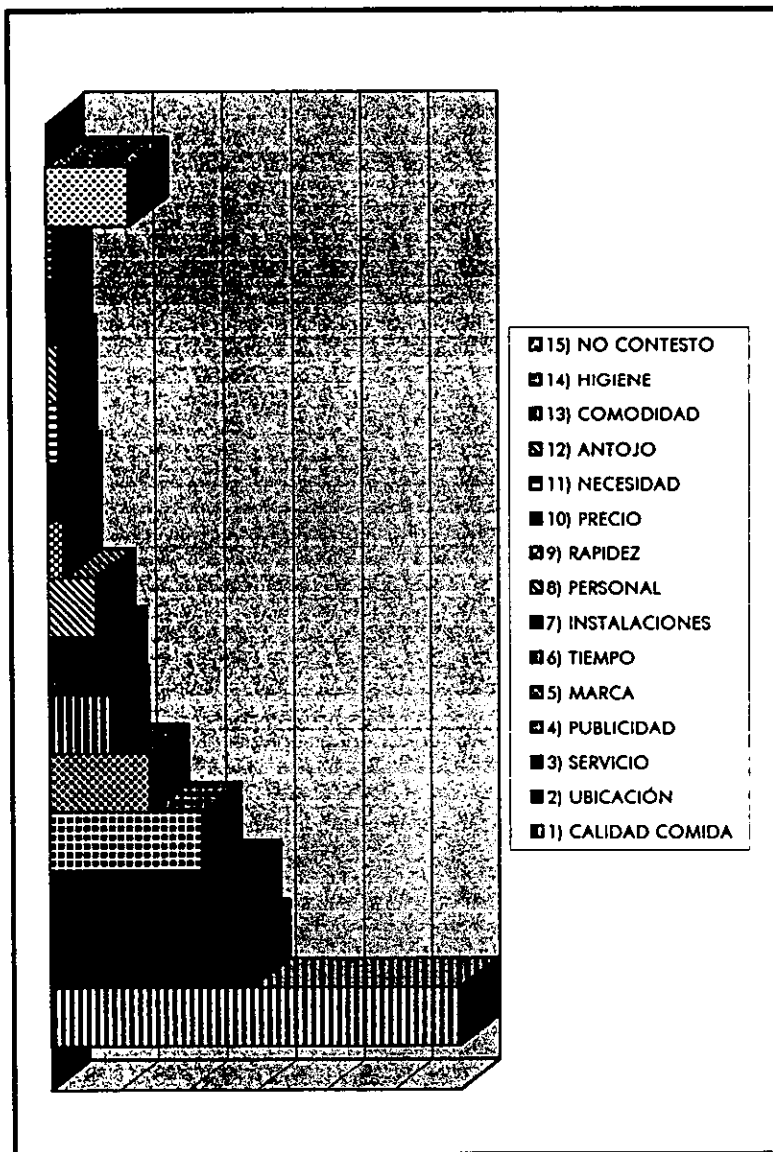 15) NO CONTESTO
14) HIGIENE
13) COMODIDAD
12) ANTOJO
11) NECESIDAD
10) PRECIO
9) RAPIDEZ
8) PERSONAL
7) INSTALACIONES
6) TIEMPO
5) MARCA
4) PUBLICIDAD
3) SERVICIO
2) UBICACIÓN
1) CALIDAD COMIDA